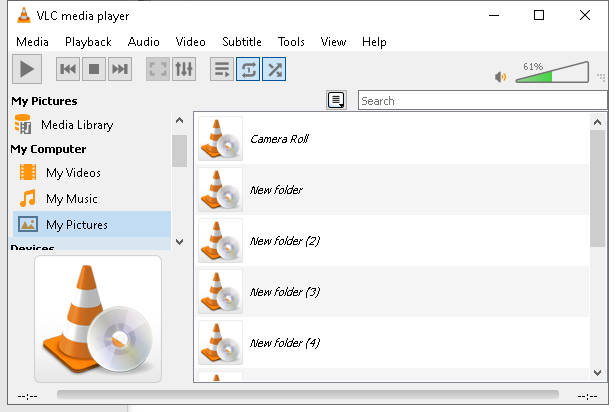 VLC media player
Media Playback Audio Video Subtitle Tools View Help
61%
My Pictures
Search
Media Library
My Computer
My Videos
My Music
My Pictures
Devices
Camera Roll
New folder
New folder (2)
New folder (3)
New folder (4)
--:-- --:--